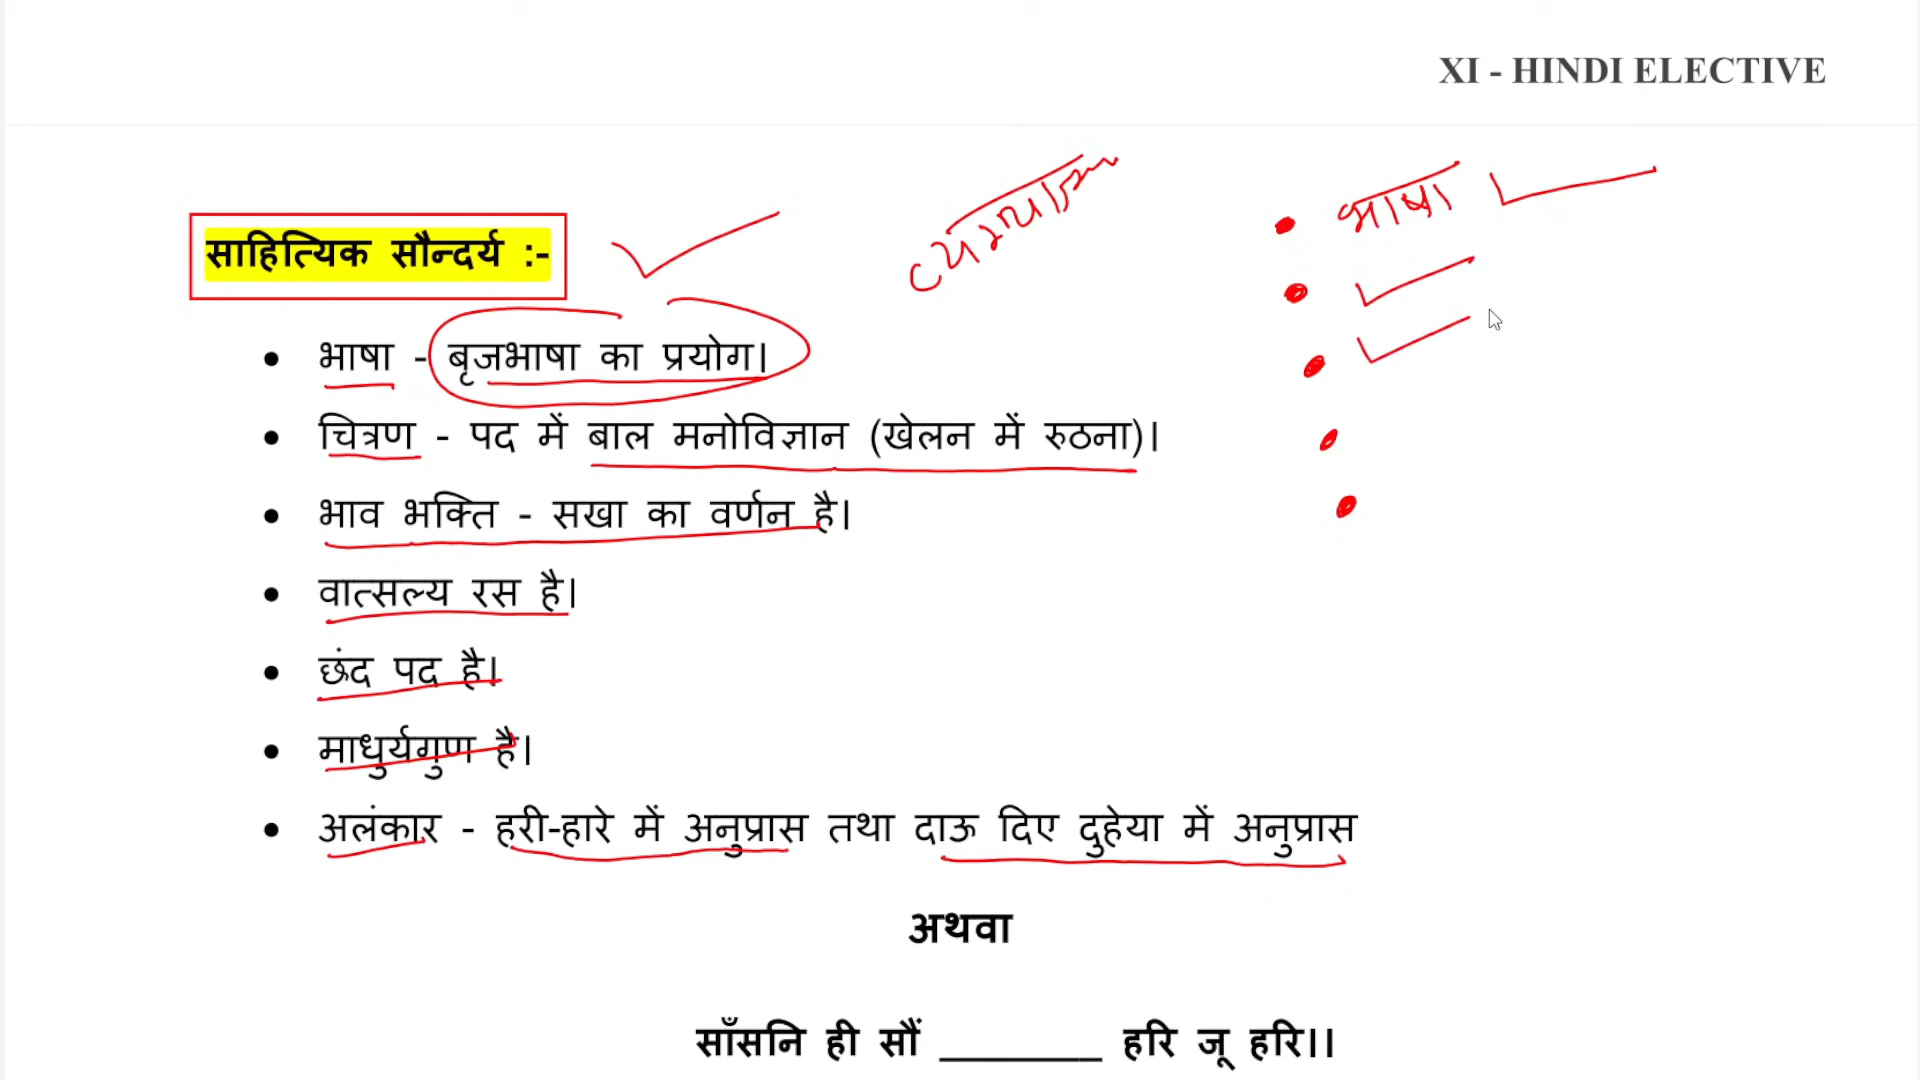 XI - HINDI ELECTIVE
भाषा
साहित्यिक सौन्दर्य :-
• भाषा - बृजभाषा का प्रयोग।
• चित्रण - पद में बाल मनोविज्ञान (खेलन में रुठना)।
• भाव भक्ति - सखा का वर्णन है।
• वात्सल्य रस है।
• छंद पद है।
• माधुर्यगुण है।
• अलंकार - हरी-हारे में अनुप्रास तथा दाऊ दिए दुहेया में अनुप्रास
अथवा
साँसनि ही सौं ________ हरि जू हरि।।